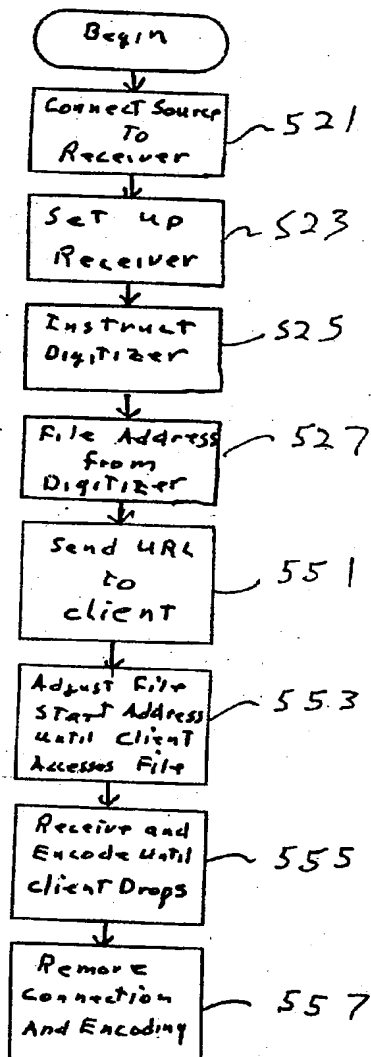 Begin
Connect Source
To
Receiver
521
Set up
Receiver
523
Instruct
Digitizer
525
File Address
from
Digitizer
527
Send URL
to
client
551
Adjust File
Start Address
until Client
Accesses File
553
Receive and
Encode Until
client Drops
555
Remove
Connection
And Encoding
557